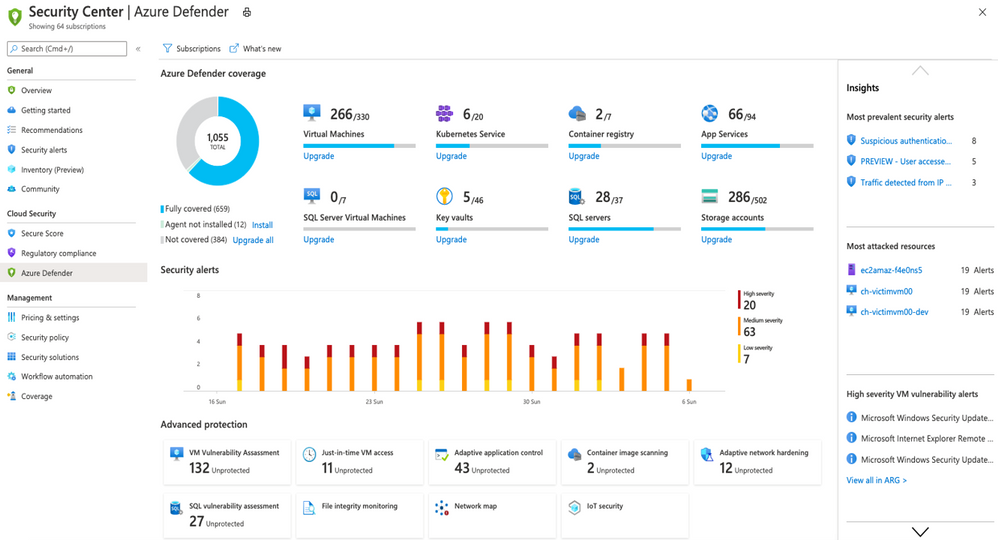 Security Center | Azure Defender
Showing 64 subscriptions
Search (Cmd+/)
«
General
Overview
Getting started
Recommendations
Security alerts
Inventory (Preview)
Community
Cloud Security
Secure Score
Regulatory compliance
Azure Defender
Management
Pricing & settings
Security policy
Security solutions
Workflow automation
Coverage
Subscriptions What's new
Azure Defender coverage
1,055
TOTAL
Fully covered (659)
Agent not installed (12) Install
Not covered (384) Upgrade all
266/330
Virtual Machines
Upgrade
6/20
Kubernetes Service
Upgrade
2/7
Container registry
Upgrade
66/94
App Services
Upgrade
SQL
0/7
SQL Server Virtual Machines
Upgrade
5/46
Key vaults
Upgrade
SQL
28/37
SQL servers
Upgrade
286/502
Storage accounts
Upgrade
Security alerts
8
6
4
2
0
16 Sun 23 Sun 30 Sun 6 Sun
High severity
20
Medium severity
63
Low severity
7
Advanced protection
VM Vulnerability Assessment
132 Unprotected
Just-in-time VM access
11 Unprotected
Adaptive application control
43 Unprotected
Container image scanning
2 Unprotected
Adaptive network hardening
12 Unprotected
SQL
SQL vulnerability assessment
27 Unprotected
File integrity monitoring
Network map
IoT security
Insights
Most prevalent security alerts
Suspicious authenticatio... 8
PREVIEW - User accesse... 5
Traffic detected from IP ... 3
Most attacked resources
ec2amaz-f4e0ns5 19 Alerts
ch-victimvm00 19 Alerts
ch-victimvm00-dev 19 Alerts
High severity VM vulnerability alerts
Microsoft Windows Security Update...
Microsoft Internet Explorer Remote ...
Microsoft Windows Security Update...
View all in ARG >